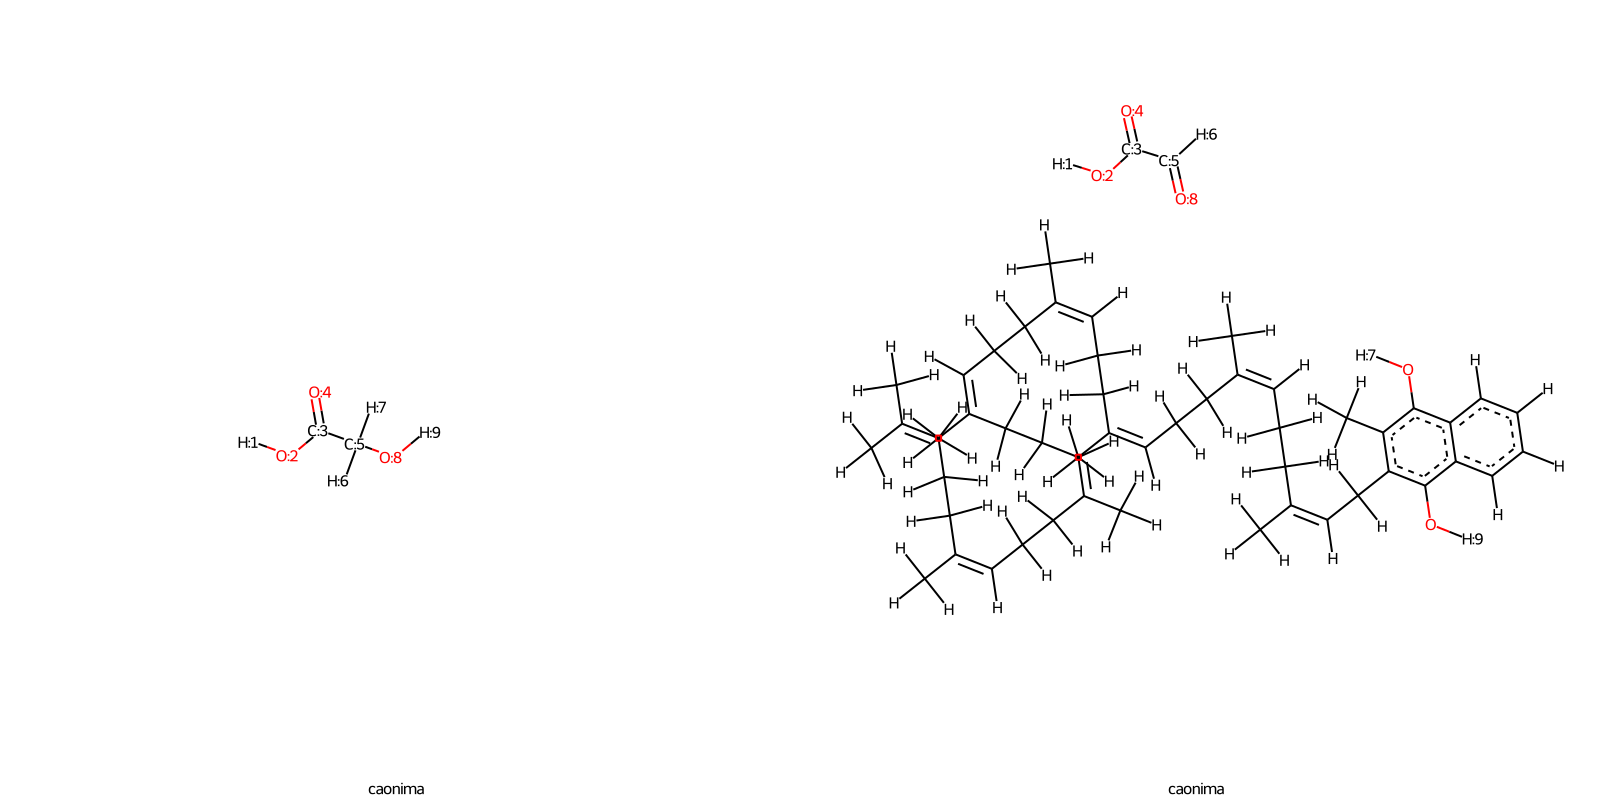 O:4
H:6
C:3
C:5
H:1
O:2
O:8
H
H H
H H
H H
H H H
H H H H H:7 H
H H H O
H H H H H H H
H H H H H
H H H H
O:4
H:7
H:1 C:3 C:5 H:9
O:2 O:8
H:6
H H H H H H
H H H H H H H
H H H H H H
H H H H H
H H H
H H O H:9
H H H H
H H H
H H
H H H
caonima caonima